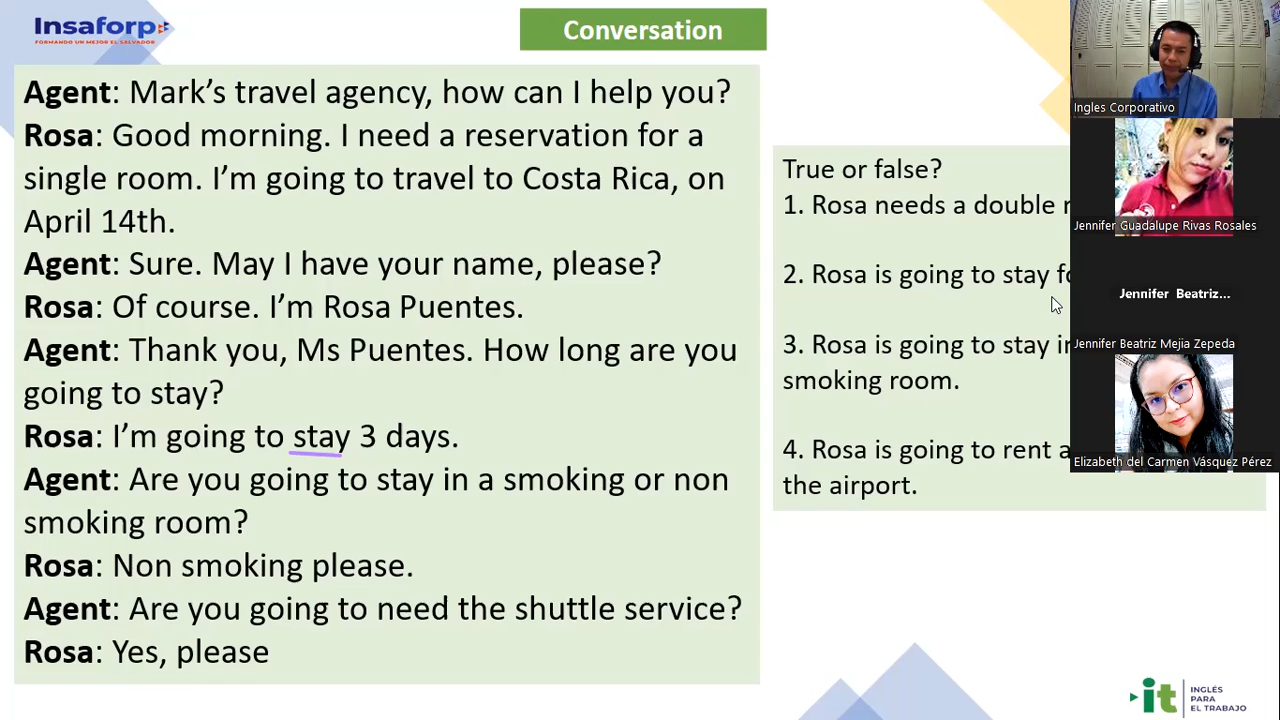 Insaforp
FORMANDO UN MEJOR EL SALVADOR
Conversation
Agent: Mark's travel agency, how can I help you?
Rosa: Good morning. I need a reservation for a
single room. I'm going to travel to Costa Rica, on
April 14th.
Agent: Sure. May I have your name, please?
Rosa: Of course. I'm Rosa Puentes.
Agent: Thank you, Ms Puentes. How long are you
going to stay?
Rosa: I'm going to stay 3 days.
Agent: Are you going to stay in a smoking or non
smoking room?
Rosa: Non smoking please.
Agent: Are you going to need the shuttle service?
Rosa: Yes, please
True or false?
1. Rosa needs a double
2. Rosa is going to stay
3. Rosa is going to stay
smoking room.
4. Rosa is going to rent
the airport.
Ingles Corporativo
Jennifer Guadalupe Rivas Rosales
Jennifer Beatriz...
Jennifer Beatriz Mejia Zepeda
Elizabeth del Carmen Vásquez Pérez
it
INGLÉS
PARA
EL TRABAJO